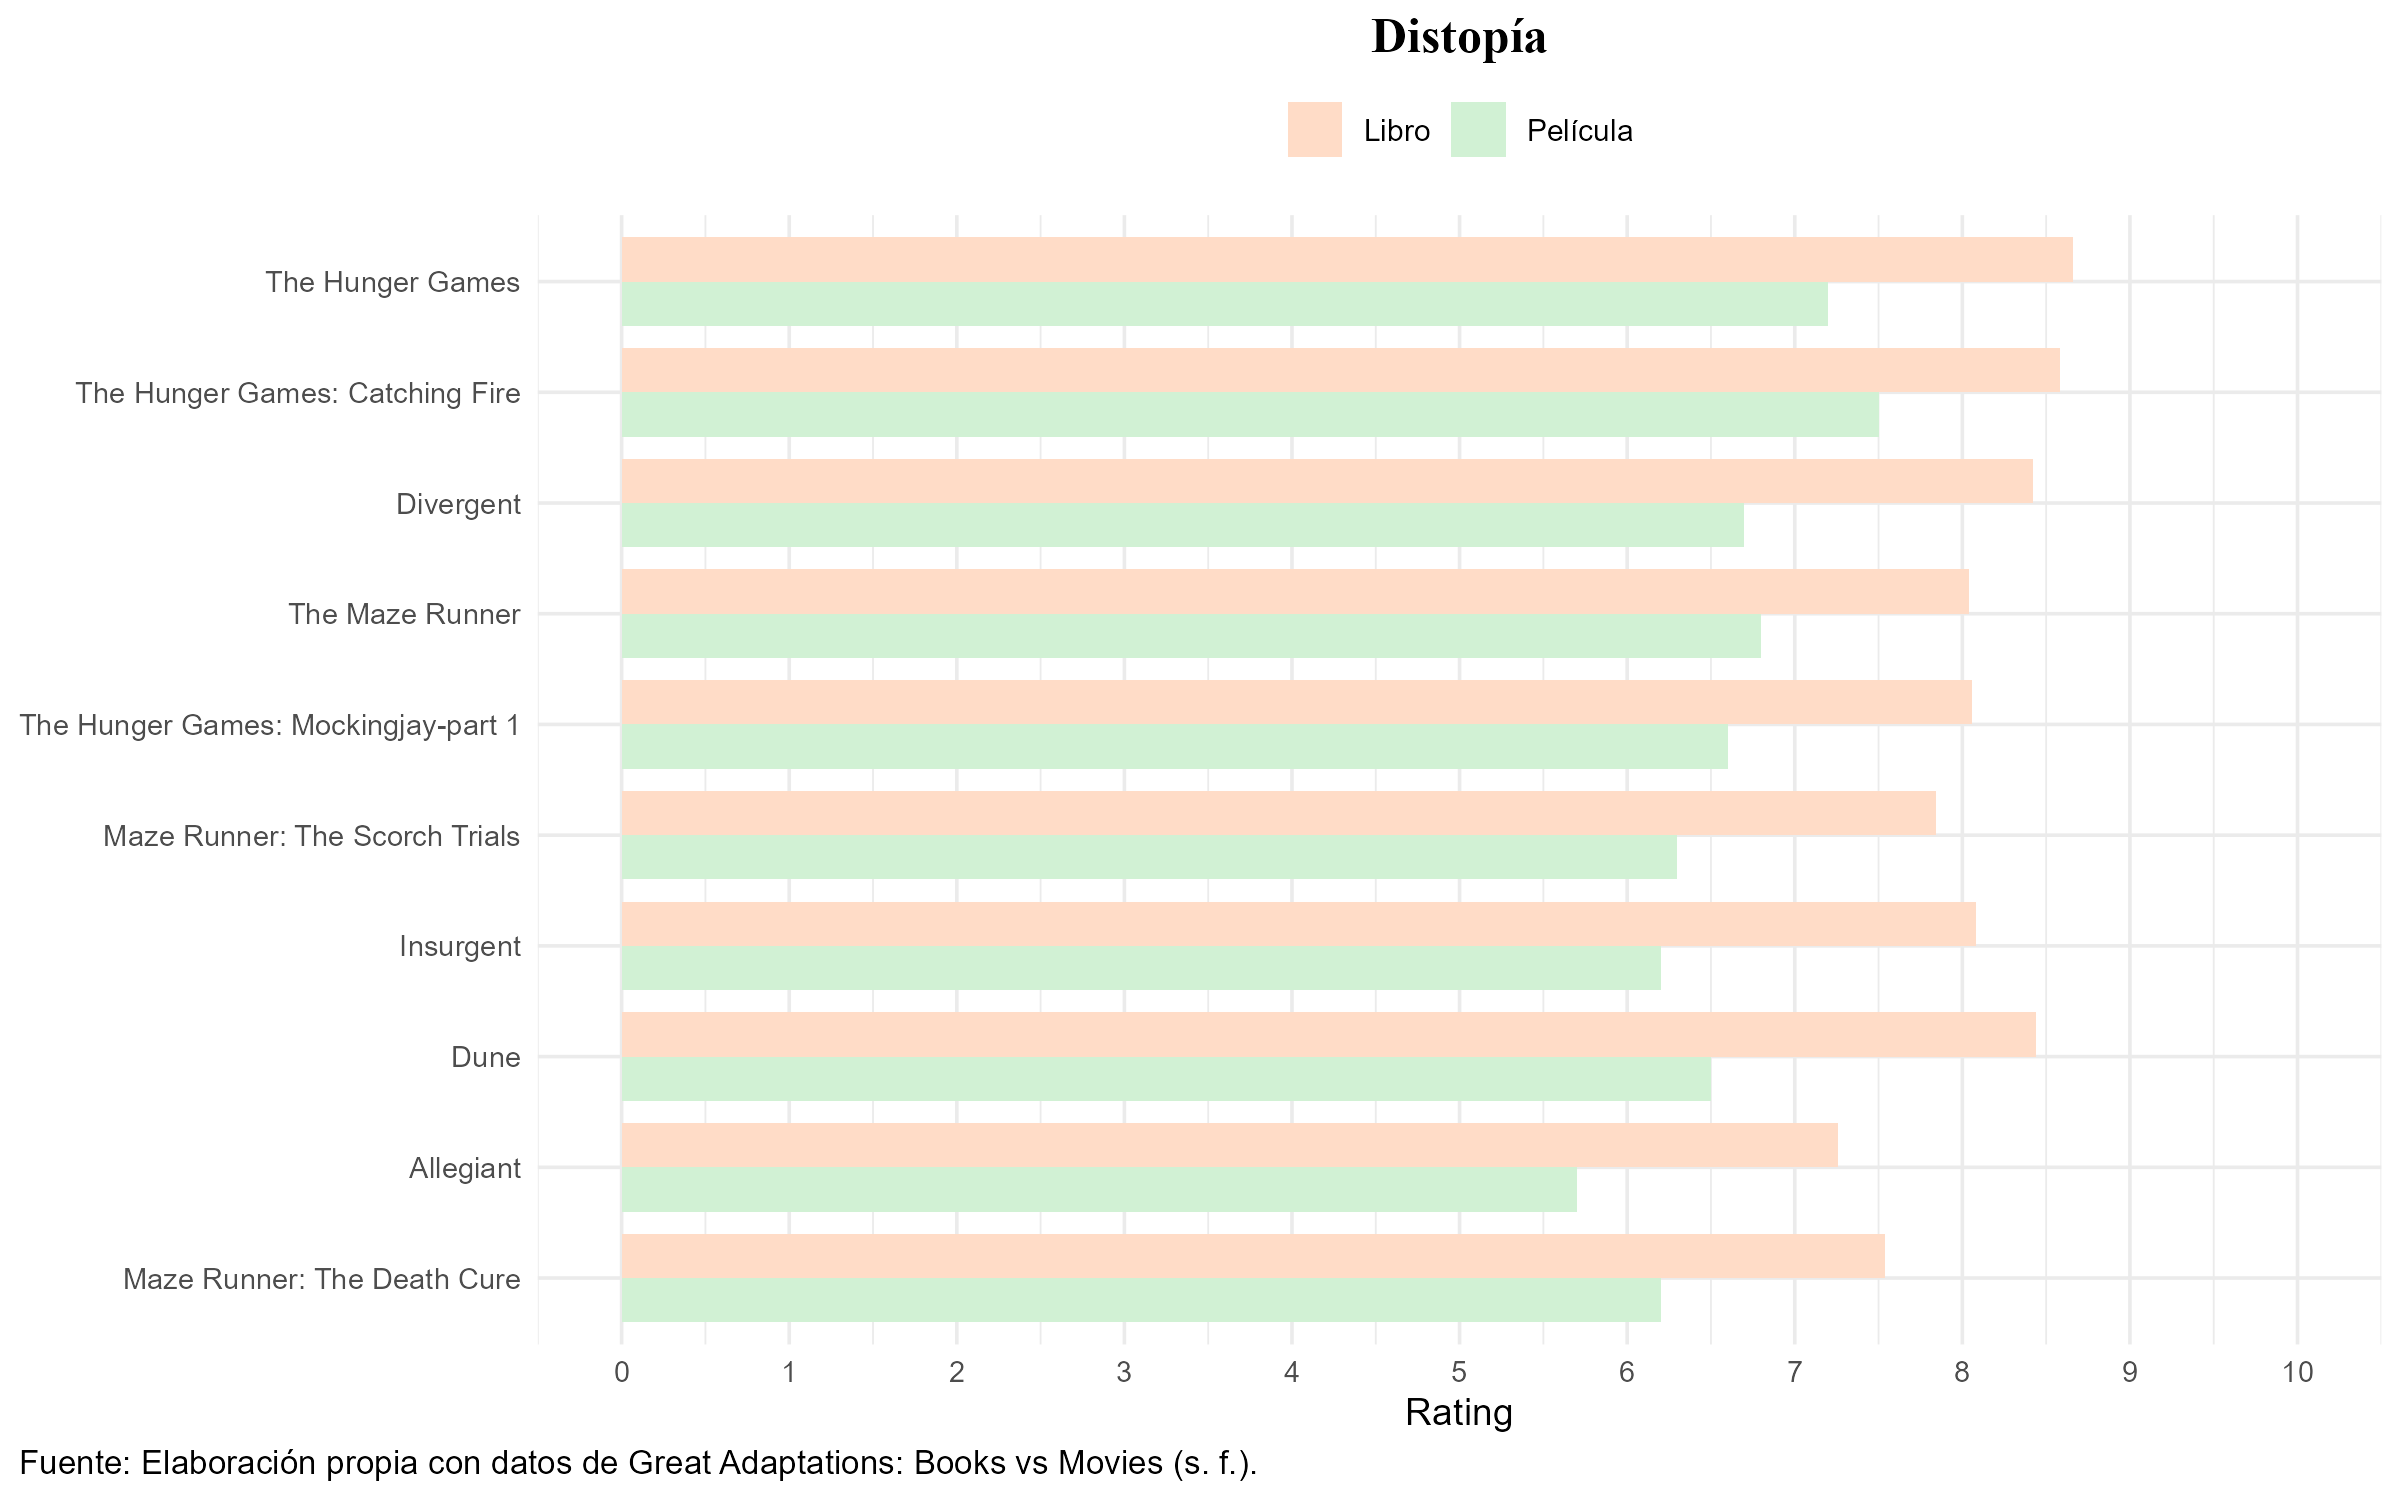 Distopía
Libro Película
The Hunger Games
The Hunger Games: Catching Fire
Divergent
The Maze Runner
The Hunger Games: Mockingjay-part 1
Maze Runner: The Scorch Trials
Insurgent
Dune
Allegiant
Maze Runner: The Death Cure
0 1 2 3 4 5 6 7 8 9 10
Rating
Fuente: Elaboración propia con datos de Great Adaptations: Books vs Movies (s. f.).